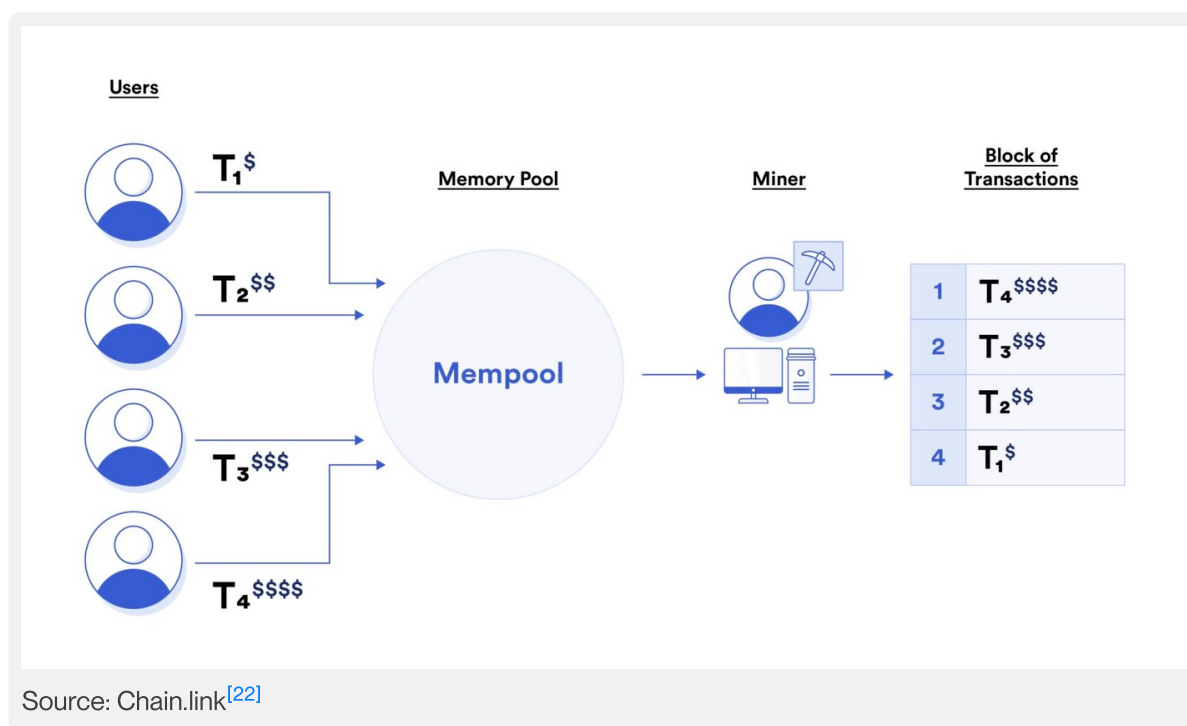 Users
T₁$
T₂$$
T₃$$$
T₄$$$$
Memory Pool
Mempool
Miner
Block of
Transactions
1 T₄$$$$
2 T₃$$$
3 T₂$$
4 T₁$
Source: Chain.link[22]